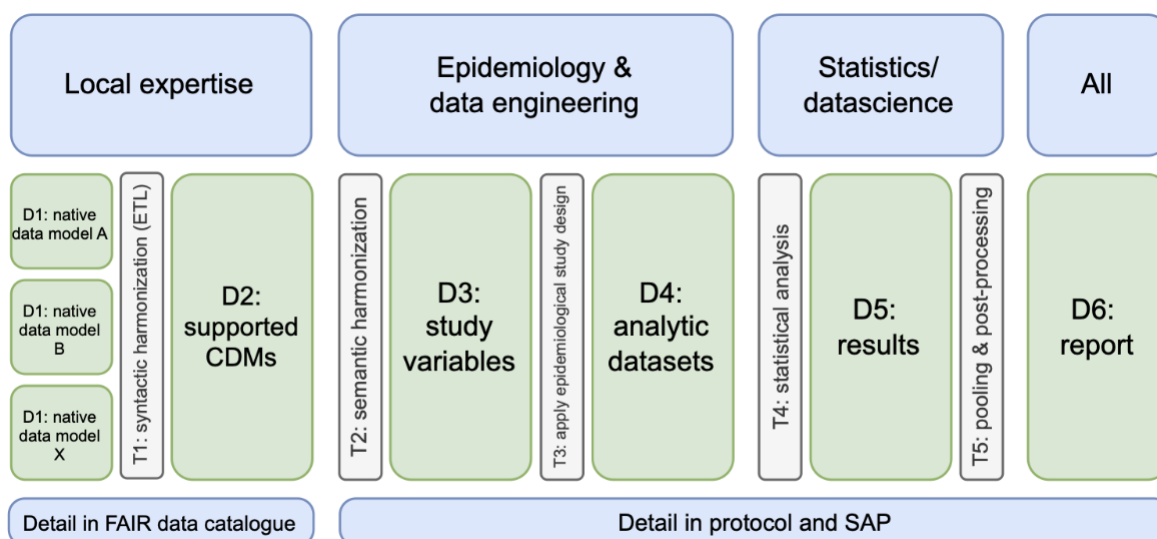 Local expertise
Epidemiology &
data engineering
Statistics/
datascience
All
D1: native
data model A
D1: native
data model
B
D1: native
data model
X
T1: syntactic harmonization (ETL)
D2:
supported
CDMs
T2: semantic harmonization
D3:
study
variables
T3: apply epidemiological study design
D4:
analytic
datasets
T4: statistical analysis
D5:
results
T5: pooling & post-processing
D6:
report
Detail in FAIR data catalogue
Detail in protocol and SAP